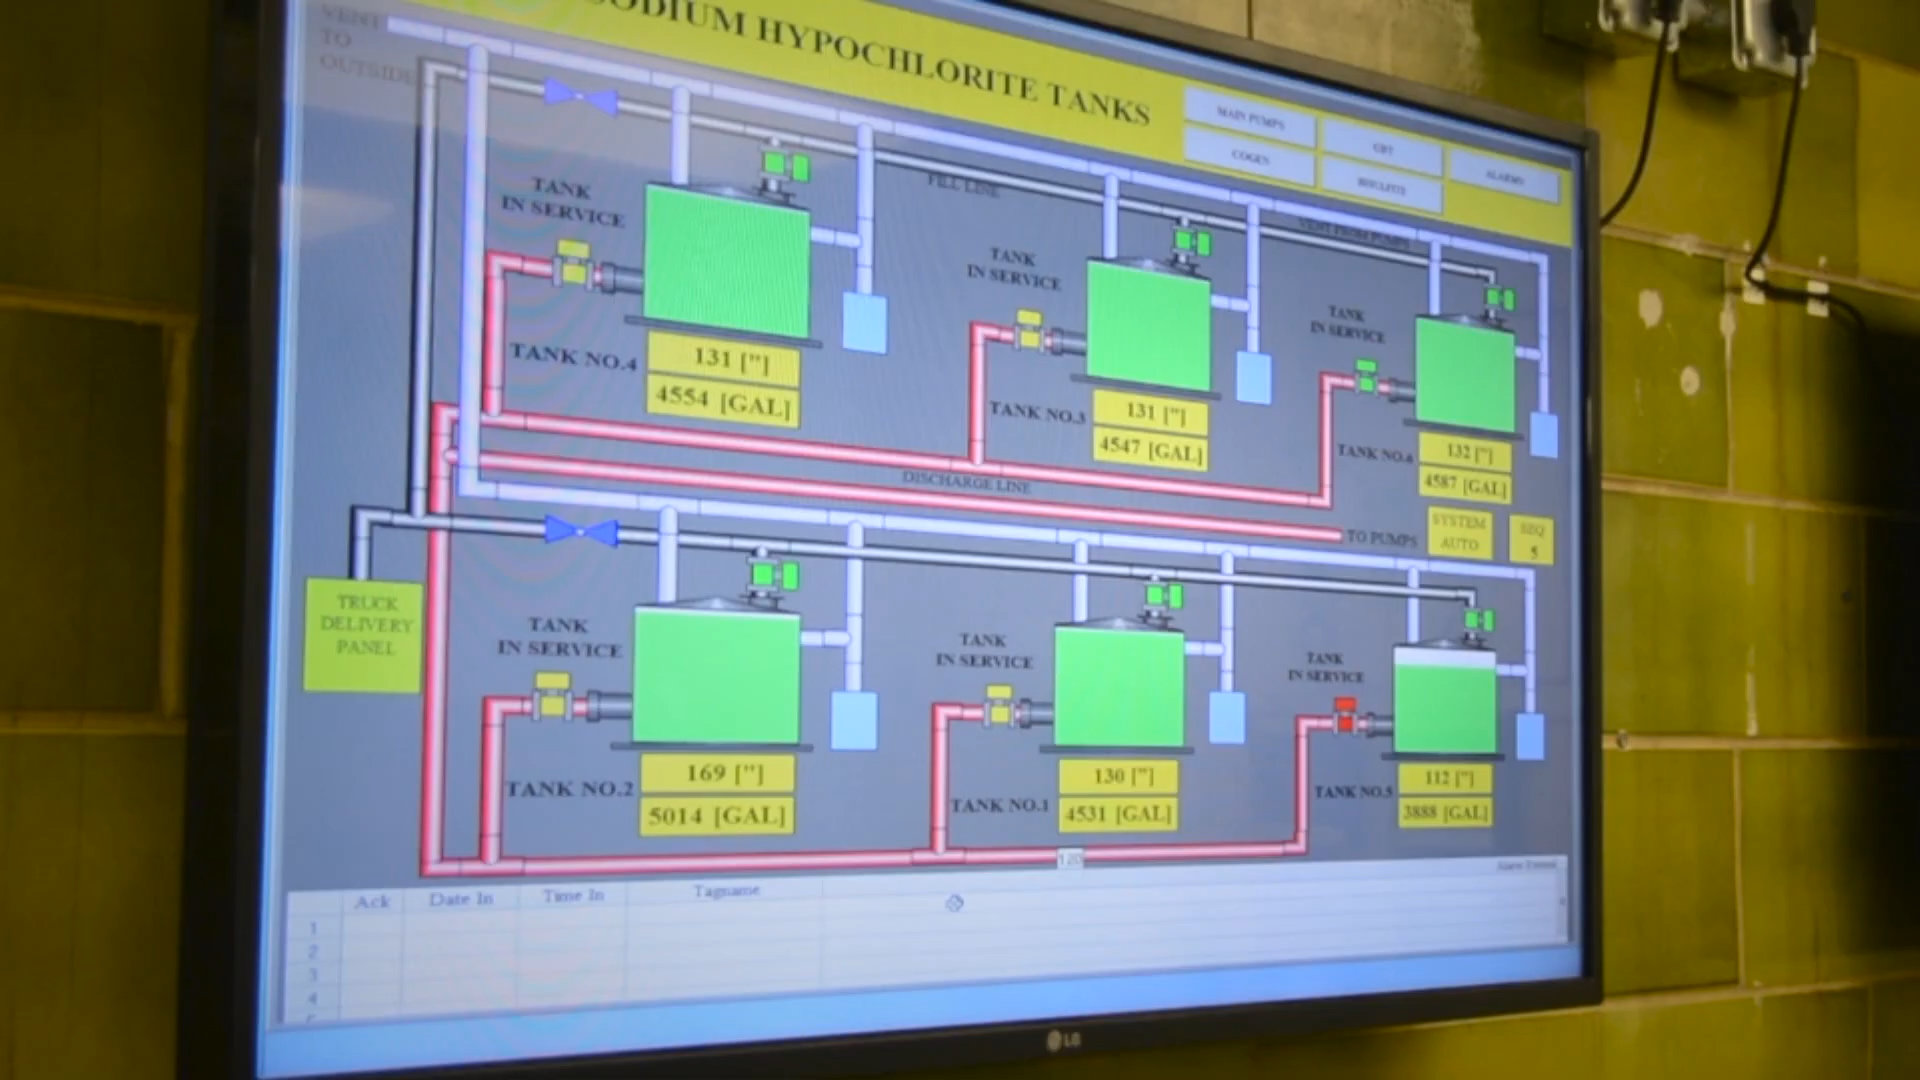 SODIUM HYPOCHLORITE TANKS
VENT
TO
OUTSIDE
MAIN PUMPS
COGEN
ALARMS
FILL LINE
VENT FROM PUMPS
TANK
IN SERVICE
TANK NO.4
131 ["]
4554 [GAL]
TANK
IN SERVICE
TANK NO.3
131 ["]
4547 [GAL]
TANK
IN SERVICE
TANK NO.6
132 ["]
4587 [GAL]
DISCHARGE LINE
TO PUMPS
SYSTEM
AUTO
SEQ
5
TRUCK
DELIVERY
PANEL
TANK
IN SERVICE
TANK NO.2
169 ["]
5014 [GAL]
TANK
IN SERVICE
TANK NO.1
130 ["]
4531 [GAL]
TANK
IN SERVICE
TANK NO.5
112 ["]
3888 [GAL]
120
Ack Date In Time In Tagname
1
2
3
4
LG